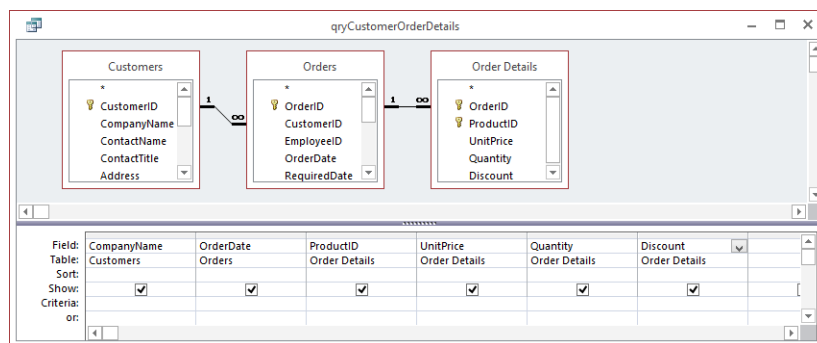 qryCustomerOrderDetails
Customers
*
CustomerID
CompanyName
ContactName
ContactTitle
Address
1
∞
Orders
*
OrderID
CustomerID
EmployeeID
OrderDate
RequiredDate
1
∞
Order Details
*
OrderID
ProductID
UnitPrice
Quantity
Discount
Field: CompanyName OrderDate ProductID UnitPrice Quantity Discount
Table: Customers Orders Order Details Order Details Order Details Order Details
Sort:
Show:
Criteria:
or: